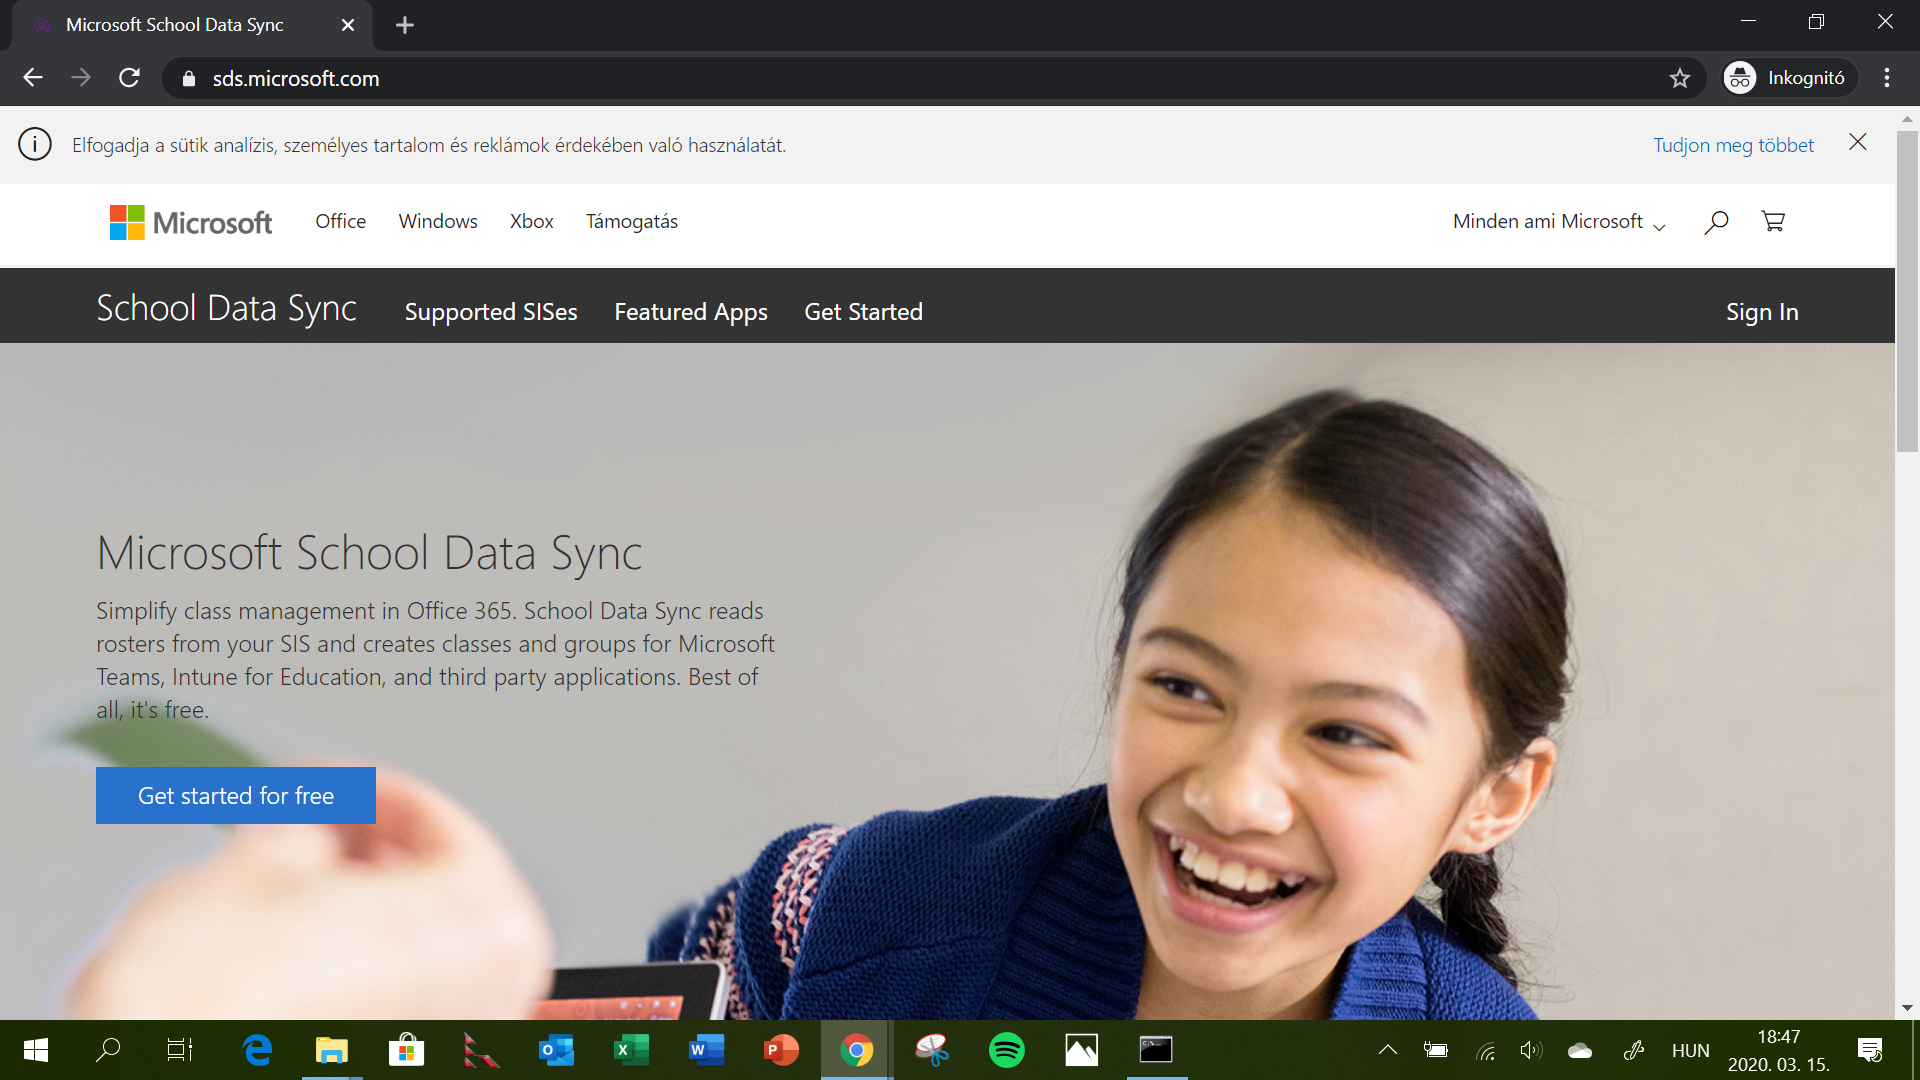 Microsoft School Data Sync
sds.microsoft.com
Inkognitó
Elfogadja a sütik analízis, személyes tartalom és reklámok érdekében való használatát.
Tudjon meg többet
Microsoft
Office
Windows
Xbox
Támogatás
Minden ami Microsoft
School Data Sync
Supported SISes
Featured Apps
Get Started
Sign In
Microsoft School Data Sync
Simplify class management in Office 365. School Data Sync reads
rosters from your SIS and creates classes and groups for Microsoft
Teams, Intune for Education, and third party applications. Best of
all, it's free.
Get started for free
HUN
18:47
2020. 03. 15.